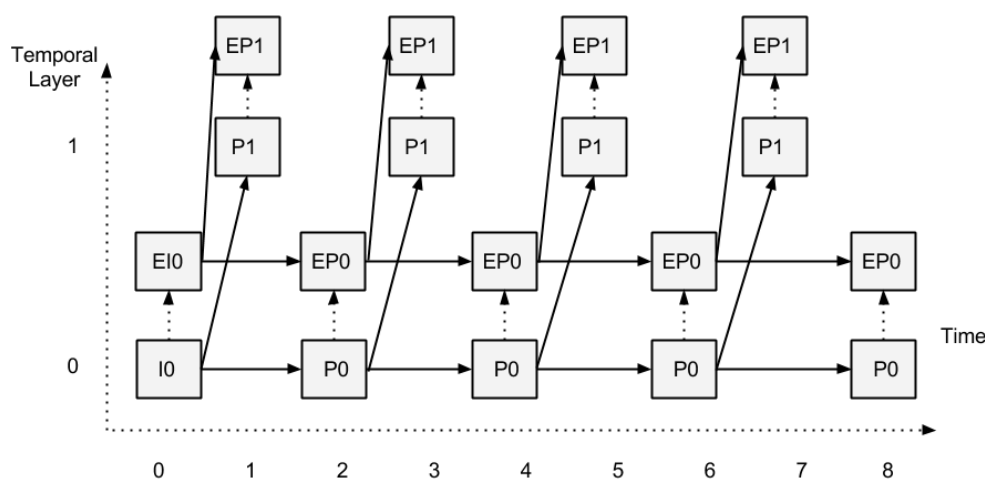 EP1 EP1 EP1 EP1
Temporal
Layer
1 P1 P1 P1 P1
EI0 EP0 EP0 EP0 EP0
Time
0 I0 P0 P0 P0 P0
0 1 2 3 4 5 6 7 8